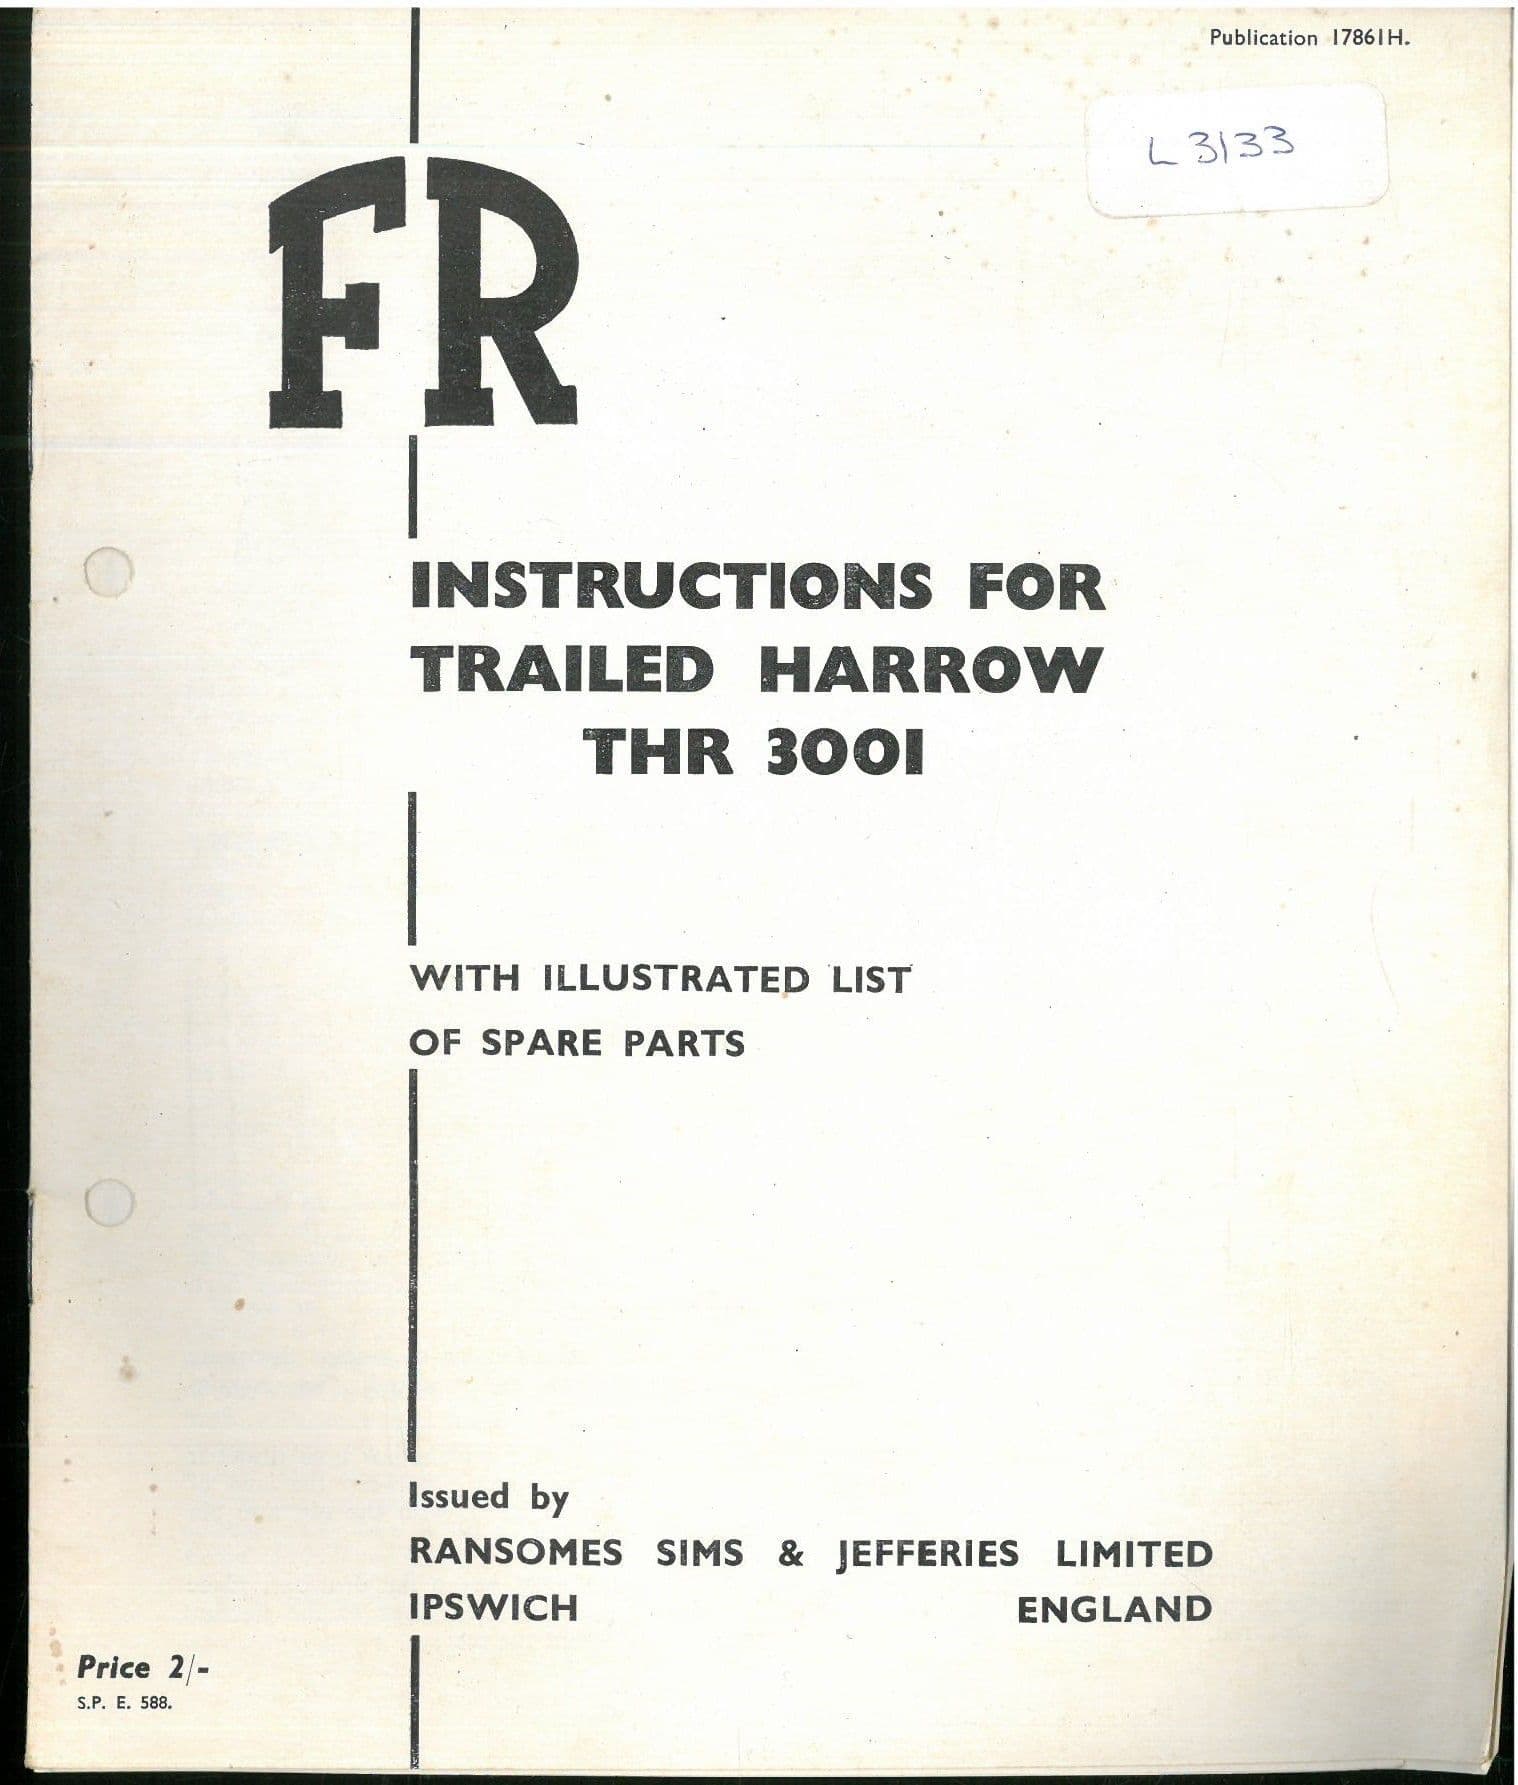 Publication 17861H.
L 3133
FR
INSTRUCTIONS FOR
TRAILED HARROW
THR 3001
WITH ILLUSTRATED LIST
OF SPARE PARTS
Issued by
RANSOMES SIMS & JEFFERIES LIMITED
IPSWICH ENGLAND
Price 2/-
S.P. E. 588.